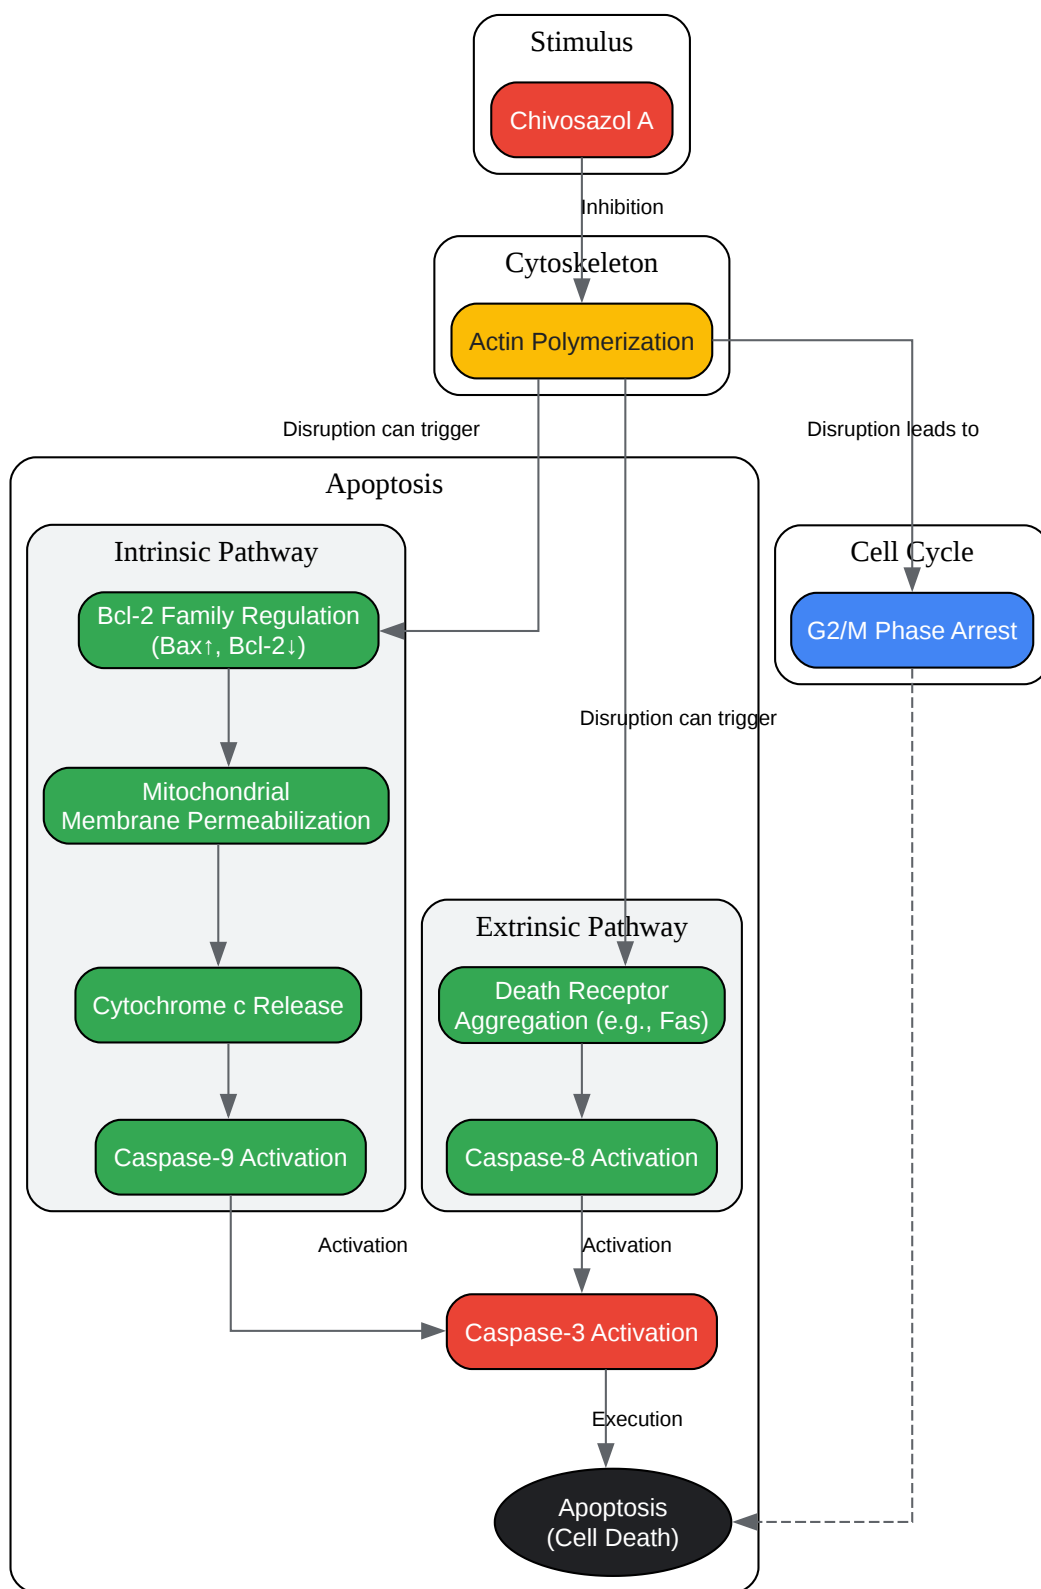 Stimulus
Chivosazol A
Inhibition
Cytoskeleton
Actin Polymerization
Disruption can trigger
Disruption leads to
Apoptosis
Intrinsic Pathway
Cell Cycle
Bcl-2 Family Regulation
(Bax↑, Bcl-2↓)
G2/M Phase Arrest
Disruption can trigger
Mitochondrial
Membrane Permeabilization
Extrinsic Pathway
Cytochrome c Release
Death Receptor
Aggregation (e.g., Fas)
Caspase-9 Activation
Caspase-8 Activation
Activation
Activation
Caspase-3 Activation
Execution
Apoptosis
(Cell Death)